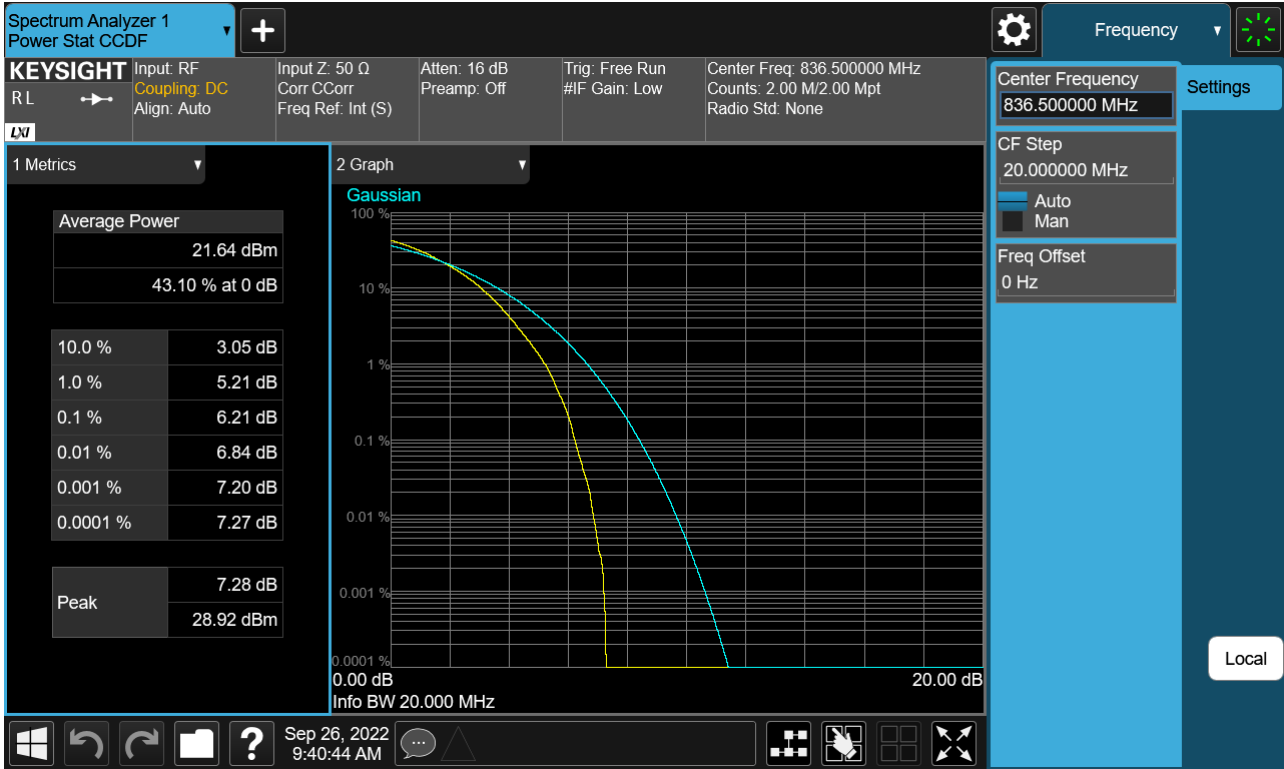 Spectrum Analyzer 1
Power Stat CCDF
+
Frequency
KEYSIGHT
R L
LXI
Input: RF
Coupling: DC
Align: Auto
Input Z: 50 Ω
Corr CCorr
Freq Ref: Int (S)
Atten: 16 dB
Preamp: Off
Trig: Free Run
#IF Gain: Low
Center Freq: 836.500000 MHz
Counts: 2.00 M/2.00 Mpt
Radio Std: None
Center Frequency
836.500000 MHz
Settings
CF Step
20.000000 MHz
Auto
Man
Freq Offset
0 Hz
1 Metrics
Average Power
21.64 dBm
43.10 % at 0 dB
10.0 % 3.05 dB
1.0 % 5.21 dB
0.1 % 6.21 dB
0.01 % 6.84 dB
0.001 % 7.20 dB
0.0001 % 7.27 dB
Peak
7.28 dB
28.92 dBm
2 Graph
Gaussian
100 %
10 %
1 %
0.1 %
0.01 %
0.001 %
0.0001 %
0.00 dB 20.00 dB
Info BW 20.000 MHz
Local
?
Sep 26, 2022
9:40:44 AM